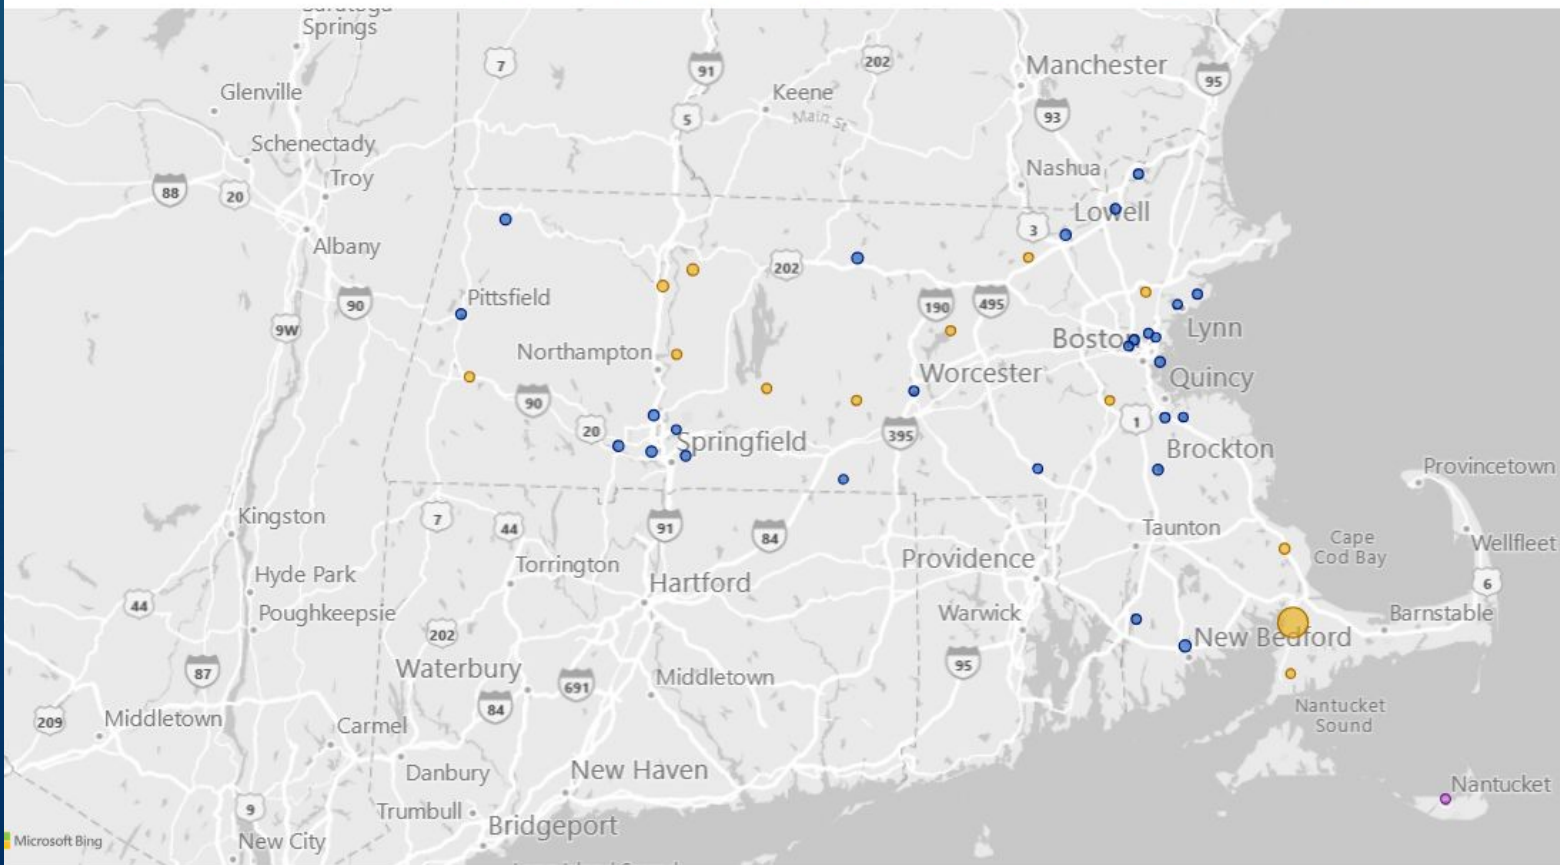 Saratoga
Springs
7
91
202
Manchester
95
Glenville
Keene
5
Main St
93
Schenectady
Troy
Nashua
88
20
Lowell
3
Albany
202
Pittsfield
90
190
495
9W
Lynn
Boston
Northampton
Worcester
Quincy
90
20
1
395
Springfield
Brockton
Provincetown
7
44
91
84
Kingston
Taunton
Cape
Cod Bay
Wellfleet
Torrington
Providence
Hyde Park
Hartford
6
44
Poughkeepsie
Warwick
Barnstable
202
New Bedford
87
Waterbury
691
95
Middletown
84
Nantucket
Sound
209
Middletown
Carmel
Danbury
New Haven
Nantucket
9
Trumbull
Bridgeport
Microsoft Bing
New City